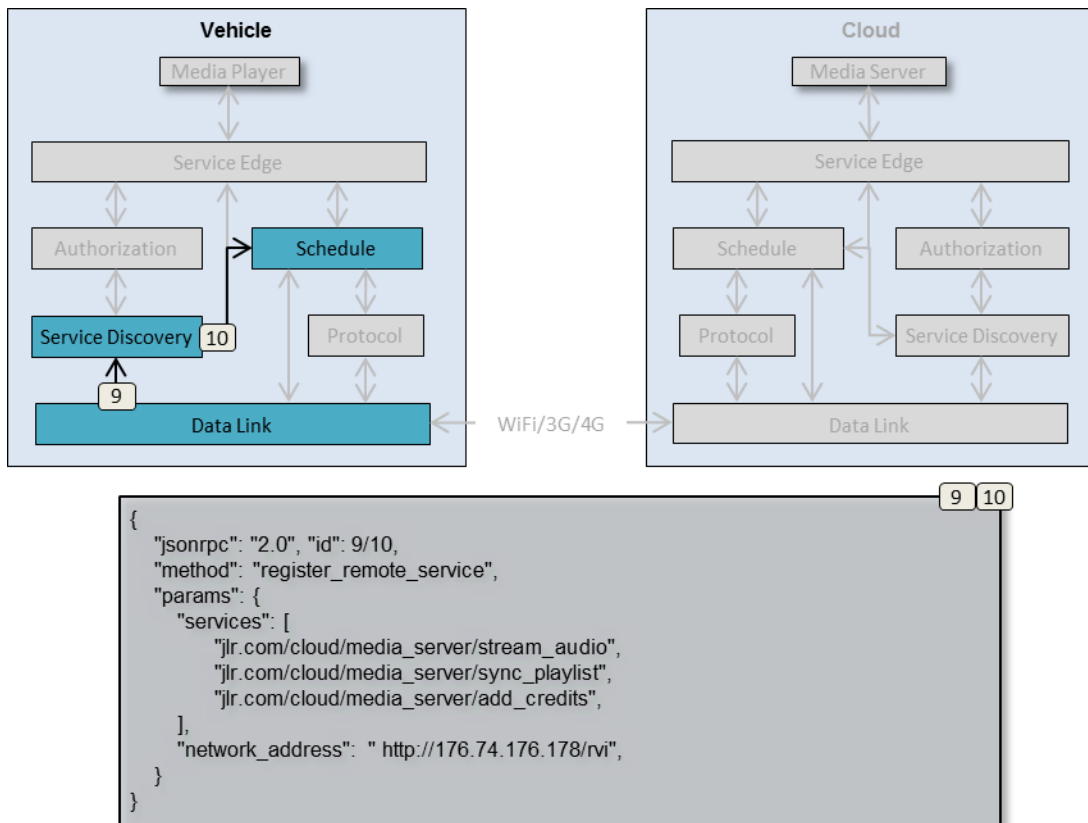 Vehicle
Cloud
Media Player
Media Server
Service Edge
Service Edge
Authorization
Schedule
Schedule
Authorization
Service Discovery
10
Protocol
Protocol
Service Discovery
9
Data Link
WiFi/3G/4G
Data Link
9 10
{
"jsonrpc": "2.0", "id": 9/10,
"method": "register_remote_service",
"params": {
"services": [
"jlr.com/cloud/media_server/stream_audio",
"jlr.com/cloud/media_server/sync_playlist",
"jlr.com/cloud/media_server/add_credits",
],
"network_address": " http://176.74.176.178/rvi",
}
}